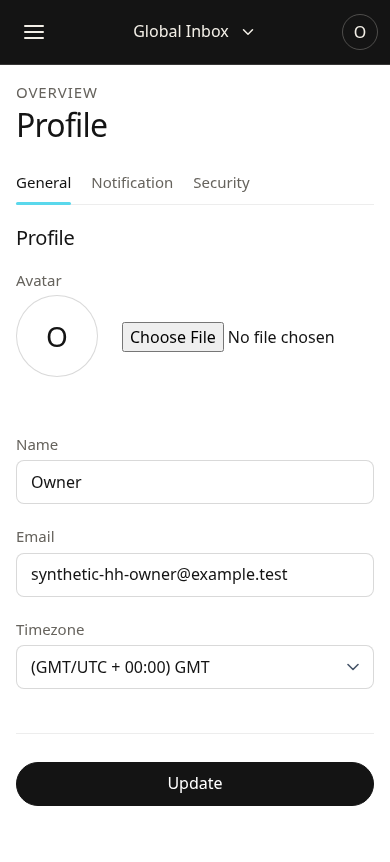 Global Inbox
O
OVERVIEW
Profile
General Notification Security
Profile
Avatar
O
Choose File No file chosen
Name
Owner
Email
synthetic-hh-owner@example.test
Timezone
(GMT/UTC + 00:00) GMT
Update